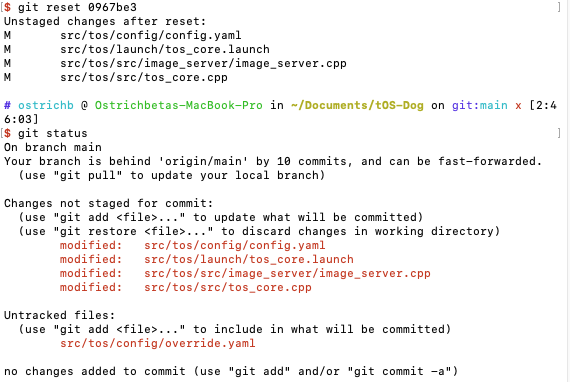 [$ git reset 0967be3 ]
Unstaged changes after reset:
M       src/tos/config/config.yaml
M       src/tos/launch/tos_core.launch
M       src/tos/src/image_server/image_server.cpp
M       src/tos/src/tos_core.cpp

# ostrichb @ Ostrichbetas-MacBook-Pro in ~/Documents/tOS-Dog on git:main x [2:4
6:03]
[$ git status ]
On branch main
Your branch is behind 'origin/main' by 10 commits, and can be fast-forwarded.
  (use "git pull" to update your local branch)

Changes not staged for commit:
  (use "git add <file>..." to update what will be committed)
  (use "git restore <file>..." to discard changes in working directory)
        modified:   src/tos/config/config.yaml
        modified:   src/tos/launch/tos_core.launch
        modified:   src/tos/src/image_server/image_server.cpp
        modified:   src/tos/src/tos_core.cpp

Untracked files:
  (use "git add <file>..." to include in what will be committed)
        src/tos/config/override.yaml

no changes added to commit (use "git add" and/or "git commit -a")